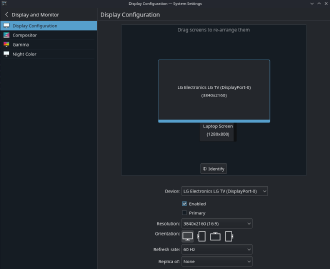 Display Configuration — System Settings
Display and Monitor
Display Configuration
Display Configuration
Compositor
Gamma
Night Color
Drag screens to re-arrange them
LG Electronics LG TV (DisplayPort-0)
(3840x2160)
Laptop Screen
(1280x800)
Identify
Device: LG Electronics LG TV (DisplayPort-0)
Enabled
Primary
Resolution: 3840x2160 (16:9)
Orientation:
Refresh rate: 60 Hz
Replica of: None